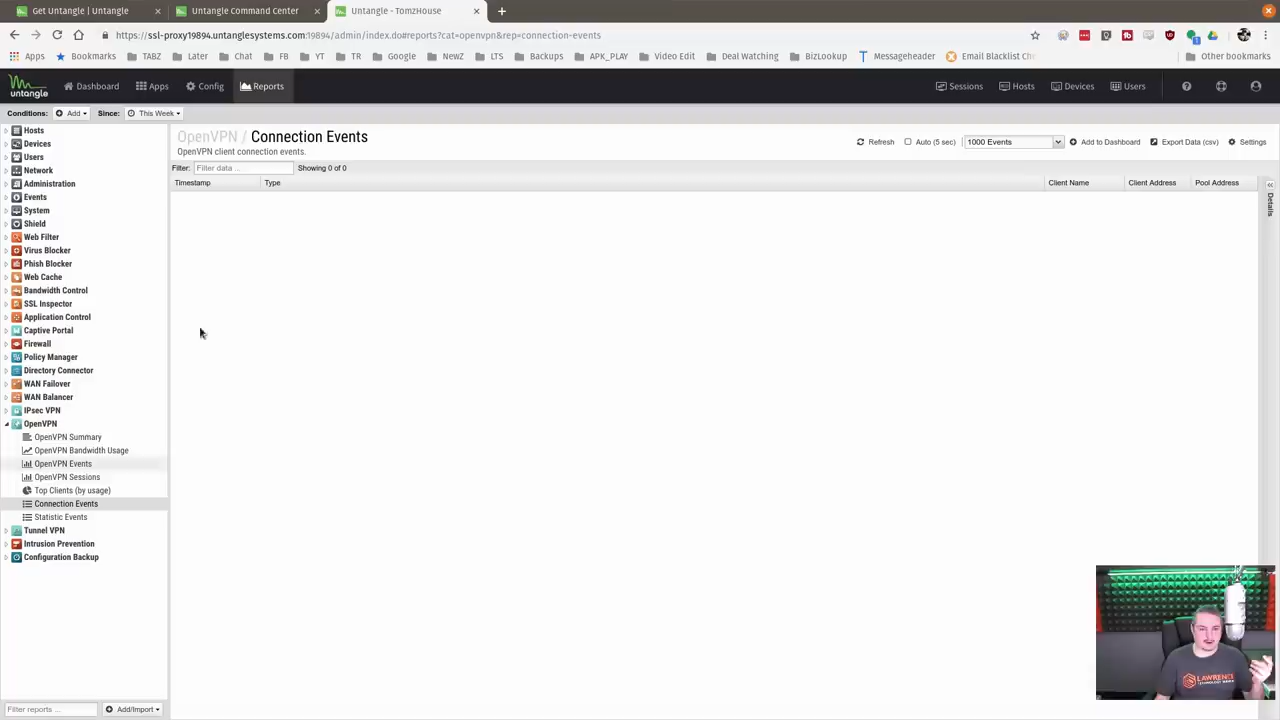 Get Untangle | Untangle
Untangle Command Center
Untangle - TomzHouse
https://ssl-proxy19894.untanglesystems.com:19894/admin/index.do#reports?cat=openvpn&rep=connection-events
Apps
Bookmarks
TABZ
Later
Chat
FB
YT
TR
Google
NewZ
LTS
Backups
APK_PLAY
Video Edit
Deal Watching
BizLookup
Messageheader
Email Blacklist Che
Other bookmarks
untangle
Dashboard
Apps
Config
Reports
Sessions
Hosts
Devices
Users
Conditions:
Add
Since:
This Week
Hosts
Devices
Users
Network
Administration
Events
System
Shield
Web Filter
Virus Blocker
Phish Blocker
Web Cache
Bandwidth Control
SSL Inspector
Application Control
Captive Portal
Firewall
Policy Manager
Directory Connector
WAN Failover
WAN Balancer
IPsec VPN
OpenVPN
OpenVPN Summary
OpenVPN Bandwidth Usage
OpenVPN Events
OpenVPN Sessions
Top Clients (by usage)
Connection Events
Statistic Events
Tunnel VPN
Intrusion Prevention
Configuration Backup
Filter reports ...
Add/Import
OpenVPN / Connection Events
OpenVPN client connection events.
Refresh
Auto (5 sec)
1000 Events
Add to Dashboard
Export Data (csv)
Settings
Filter:
Filter data ...
Showing 0 of 0
Timestamp
Type
Client Name
Client Address
Pool Address
Details
LAWRENCE